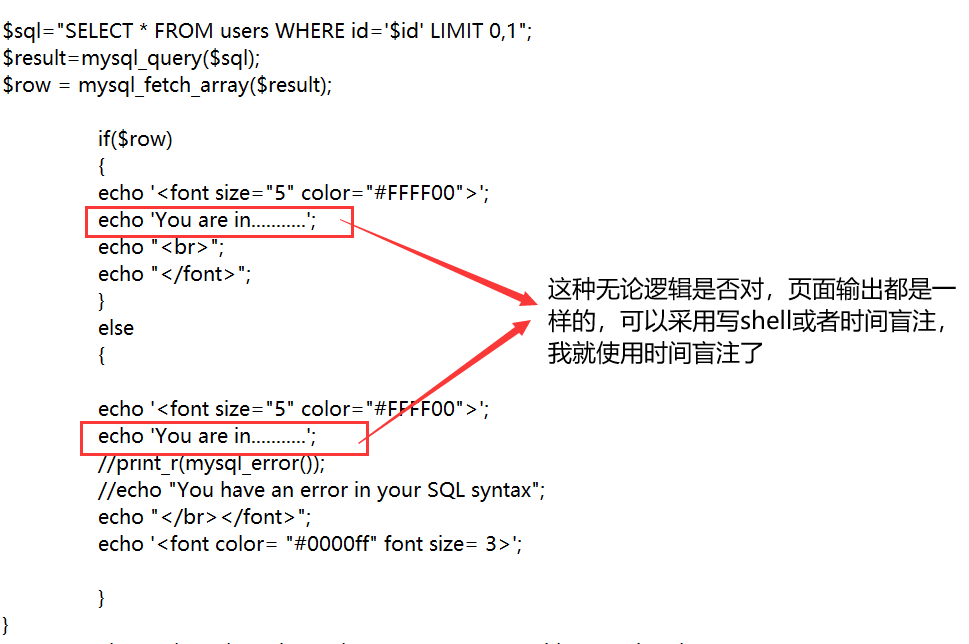 $sql="SELECT * FROM users WHERE id='$id' LIMIT 0,1";
$result=mysql_query($sql);
$row = mysql_fetch_array($result);
if($row)
{
echo '<font size="5" color="#FFFF00">';
echo 'You are in...........';
echo "<br>";
echo "</font>";
}
else
{
echo '<font size="5" color="#FFFF00">';
echo 'You are in...........';
//print_r(mysql_error());
//echo "You have an error in your SQL syntax";
echo "</br></font>";
echo '<font color= "#0000ff" font size= 3>';
}
}
这种无论逻辑是否对，页面输出都是一
样的，可以采用写shell或者时间盲注，
我就使用时间盲注了